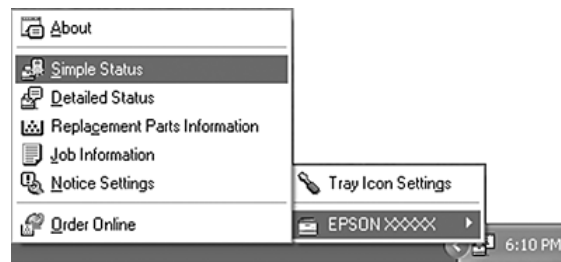 About
Simple Status
Detailed Status
Replacement Parts Information
Job Information
Notice Settings
Order Online
Tray Icon Settings
EPSON XXXXX
6:10 PM